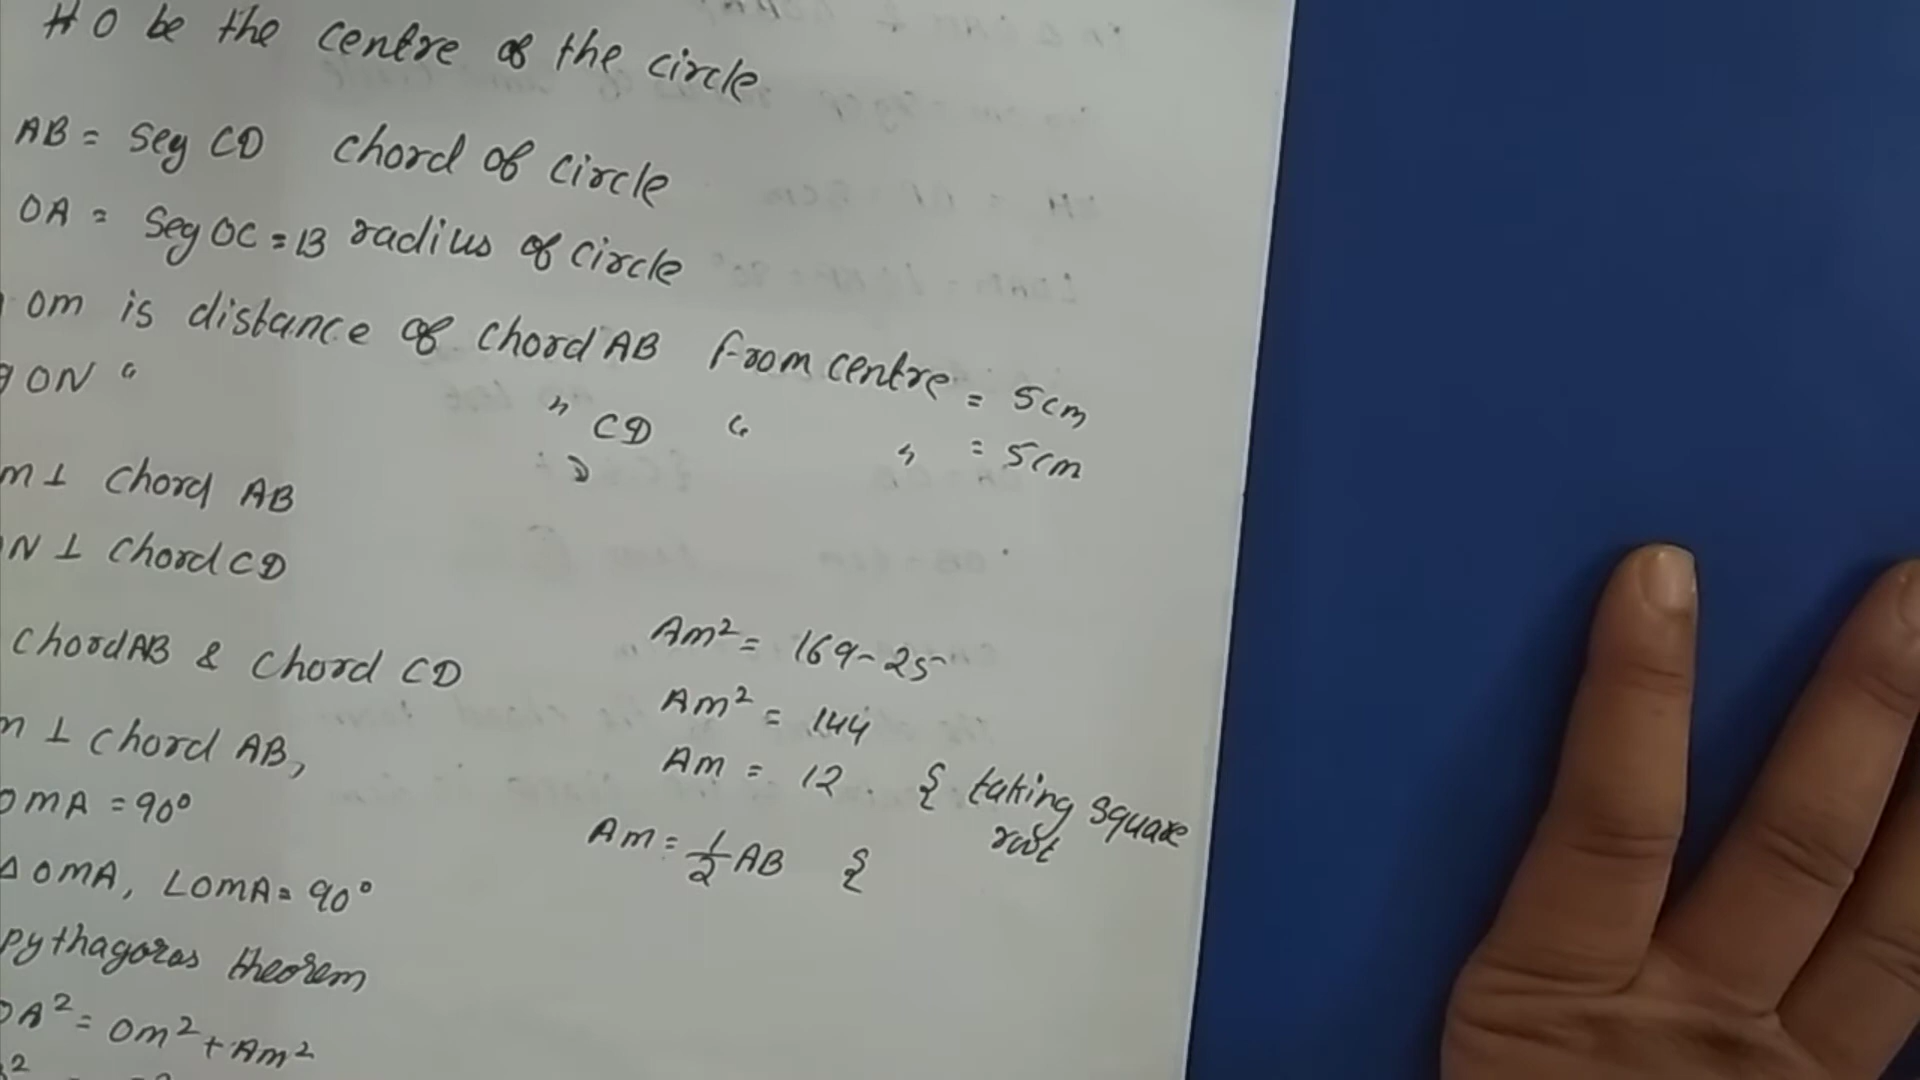 # O be the centre of the circle
AB = seg CD chord of circle
OA = seg OC = 13 radius of circle
om is distance of chord AB from centre = 5cm
ON " " CD " " = 5cm
m ⊥ chord AB
N ⊥ chord CD
chord AB & chord CD
m ⊥ chord AB,
OMA = 90°
Δ OMA, ∠OMA = 90°
pythagoras theorem
OA² = Om² + Am²
Am² = 169 - 25
Am² = 144
Am = 12 . { taking square
root
Am = 1/2 AB {